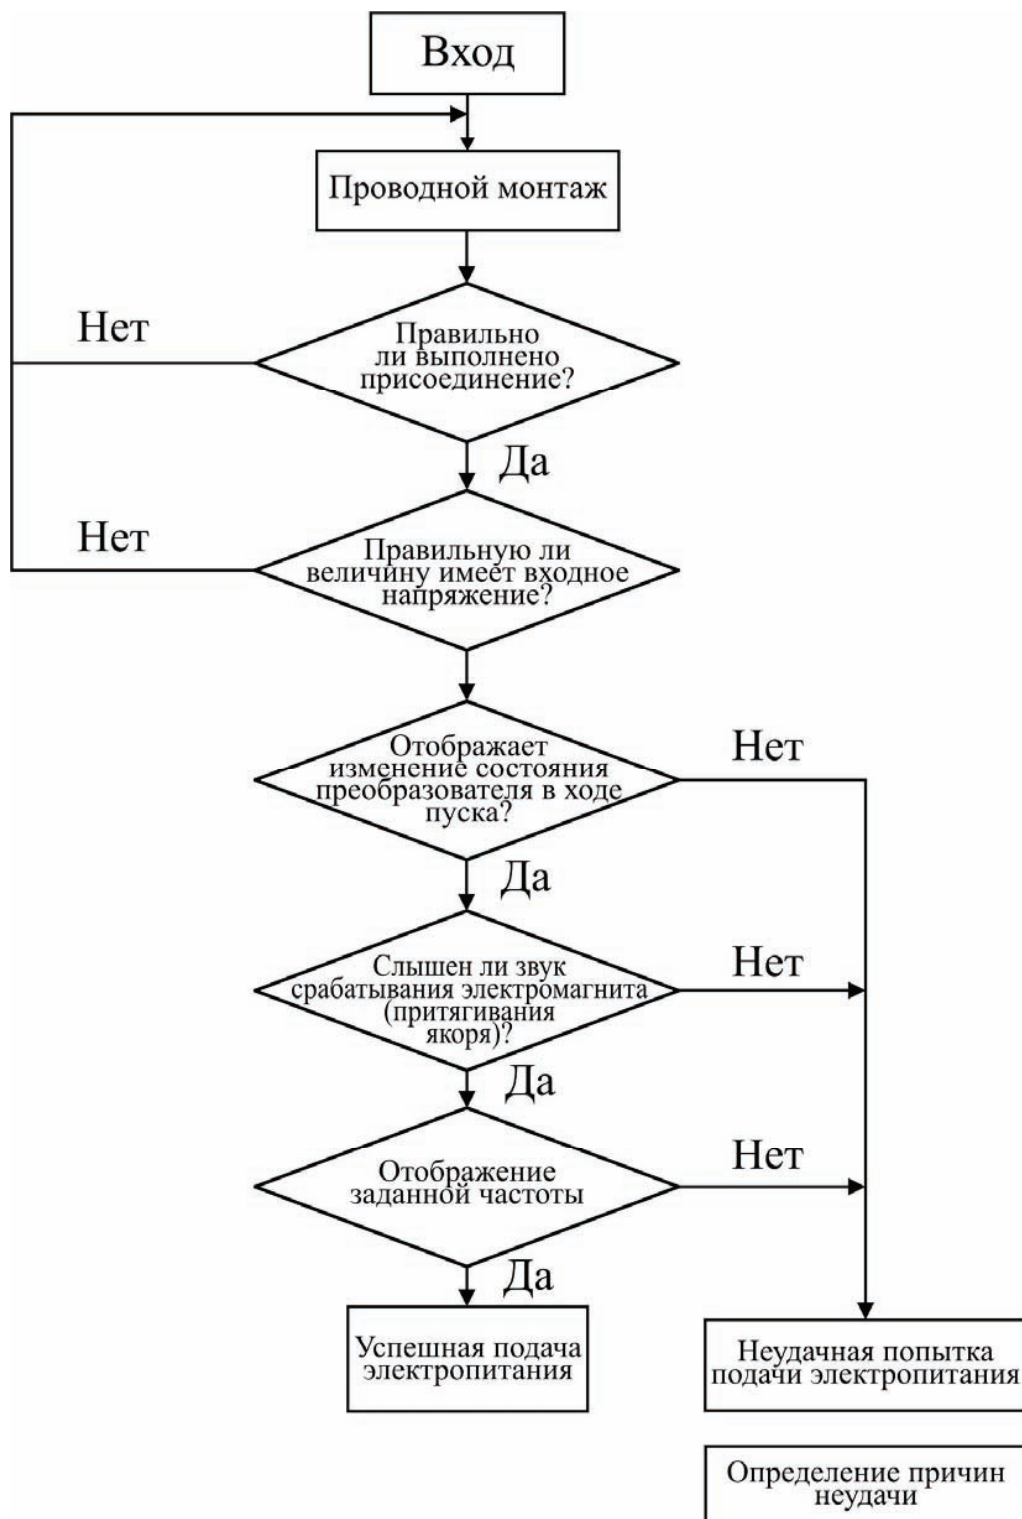 Вход
Проводной монтаж
Нет
Правильно
ли выполнено
присоединение?
Да
Нет
Правильную ли
величину имеет входное
напряжение?
Отображает
изменение состояния
преобразователя в ходе
пуска?
Нет
Да
Слышен ли звук
срабатывания электромагнита
(притягивания
якоря)?
Нет
Да
Отображение
заданной частоты
Нет
Да
Успешная подача
электропитания
Неудачная попытка
подачи электропитания
Определение причин
неудачи